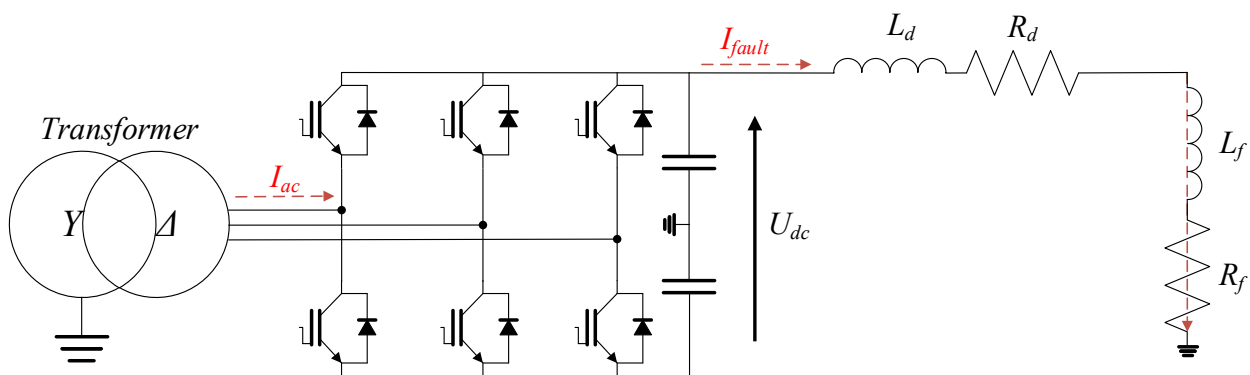 L_d
R_d
I_fault
Transformer
L_f
I_ac
Y Δ
U_dc
R_f